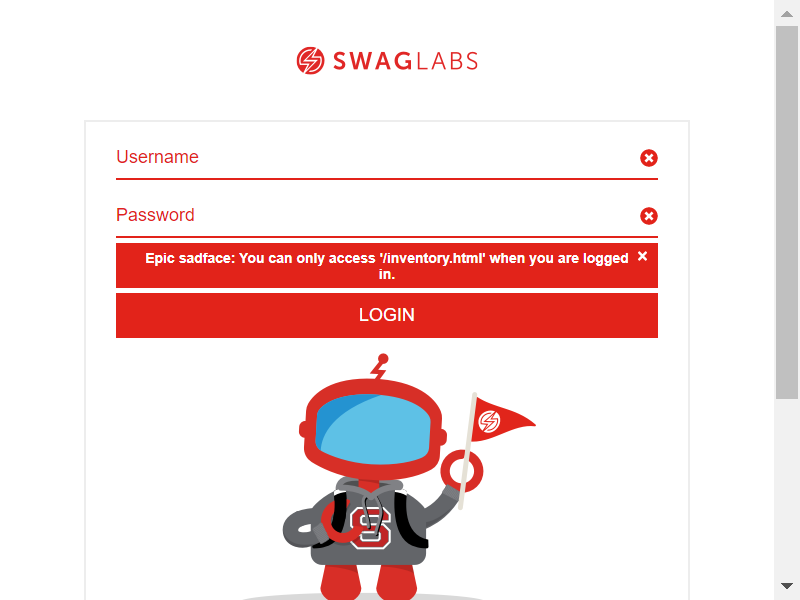 SWAGLABS
Username
Password
Epic sadface: You can only access '/inventory.html' when you are logged
in.
LOGIN
S